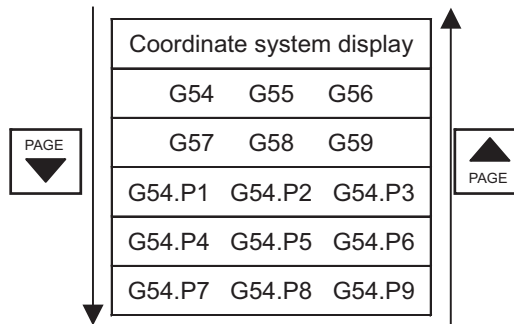 Coordinate system display
G54 G55 G56
G57 G58 G59
G54.P1 G54.P2 G54.P3
G54.P4 G54.P5 G54.P6
G54.P7 G54.P8 G54.P9
PAGE
PAGE